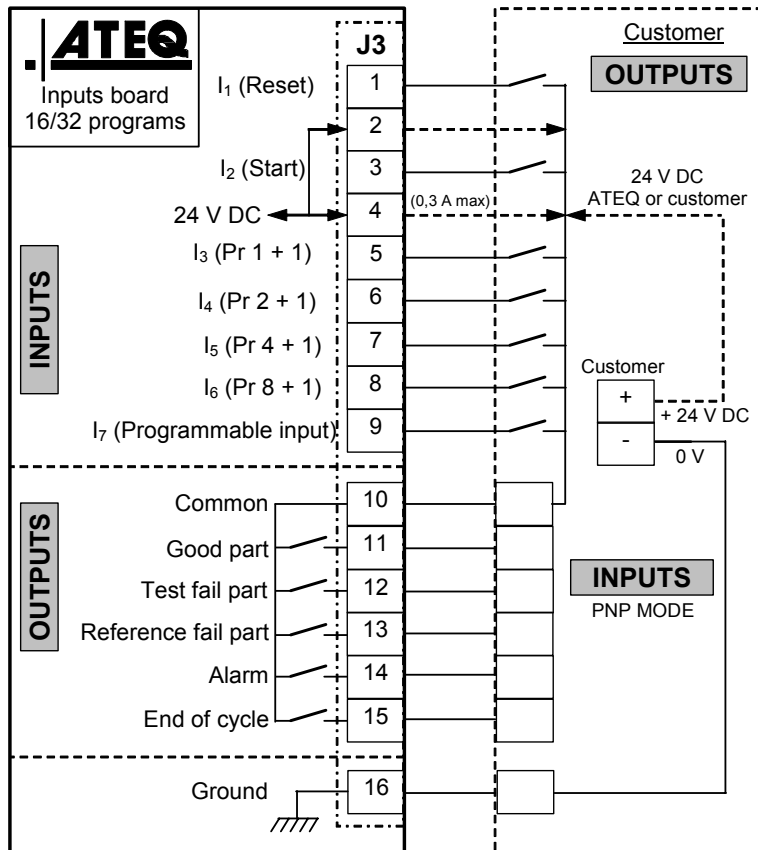 ATEQ
Inputs board
16/32 programs
J3
Customer
OUTPUTS
I₁ (Reset)
1
2
I₂ (Start)
3
24 V DC
4
(0,3 A max)
24 V DC
ATEQ or customer
I₃ (Pr 1 + 1)
5
I₄ (Pr 2 + 1)
6
I₅ (Pr 4 + 1)
7
I₆ (Pr 8 + 1)
8
I₇ (Programmable input)
9
INPUTS
Customer
+
+ 24 V DC
-
0 V
OUTPUTS
Common
10
Good part
11
Test fail part
12
Reference fail part
13
Alarm
14
End of cycle
15
INPUTS
PNP MODE
Ground
16